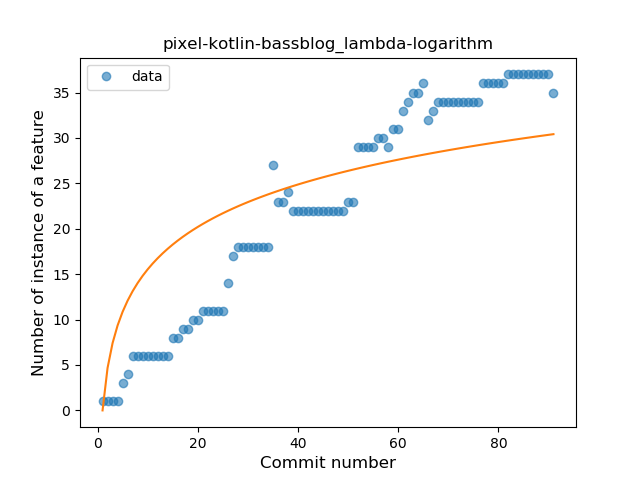 pixel-kotlin-bassblog_lambda-logarithm
data
Number of instance of a feature
35
30
25
20
15
10
5
0
0 20 40 60 80
Commit number